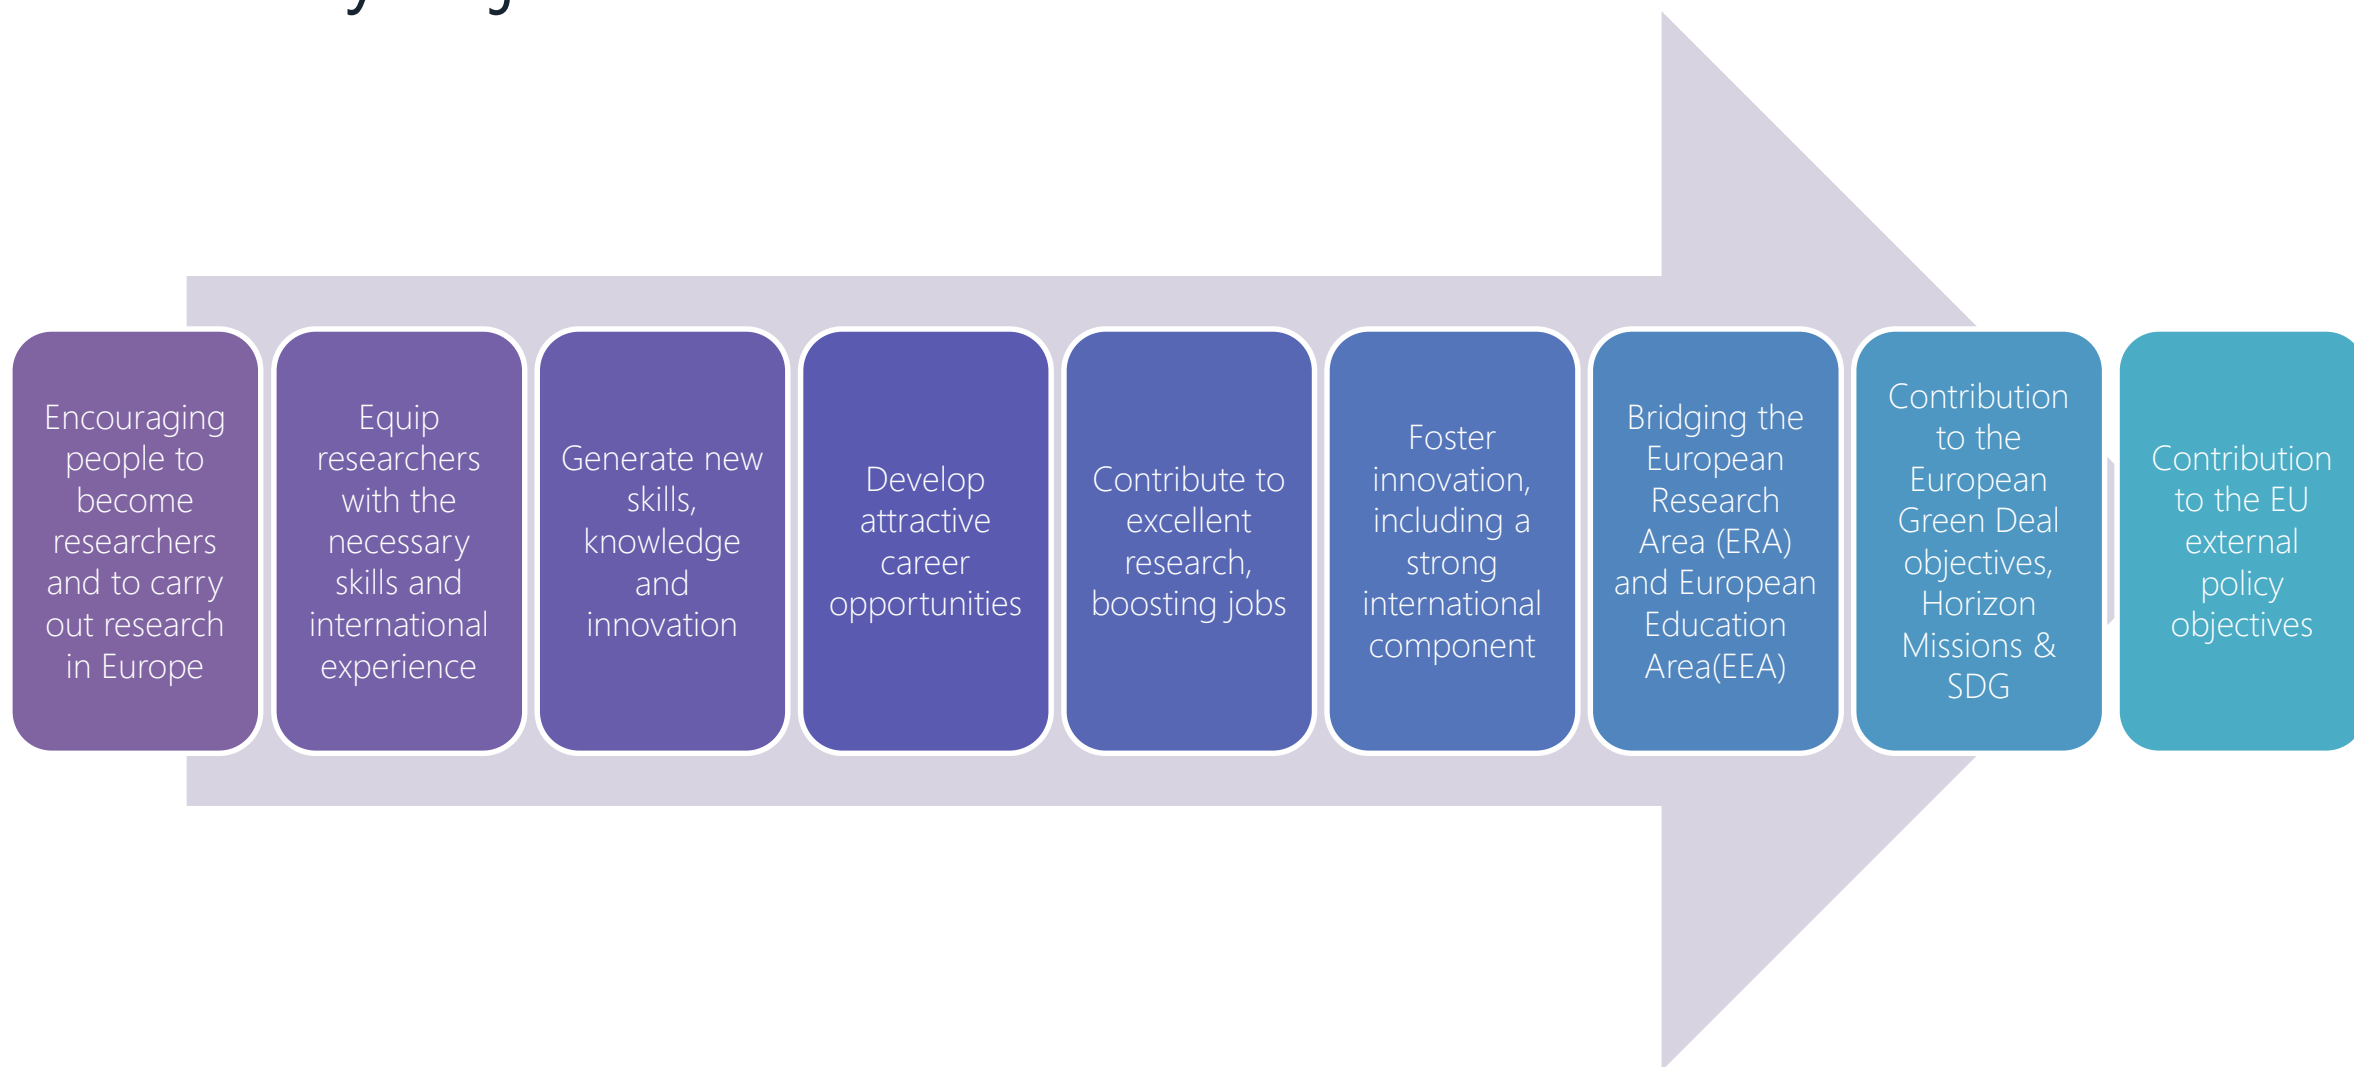 Encouraging
people to
become
researchers
and to carry
out research
in Europe
Equip
researchers
with the
necessary
skills and
international
experience
Generate new
skills,
knowledge
and
innovation
Develop
attractive
career
opportunities
Contribute to
excellent
research,
boosting jobs
Foster
innovation,
including a
strong
international
component
Bridging the
European
Research
Area (ERA)
and European
Education
Area(EEA)
Contribution
to the
European
Green Deal
objectives,
Horizon
Missions &
SDG
Contribution
to the EU
external
policy
objectives